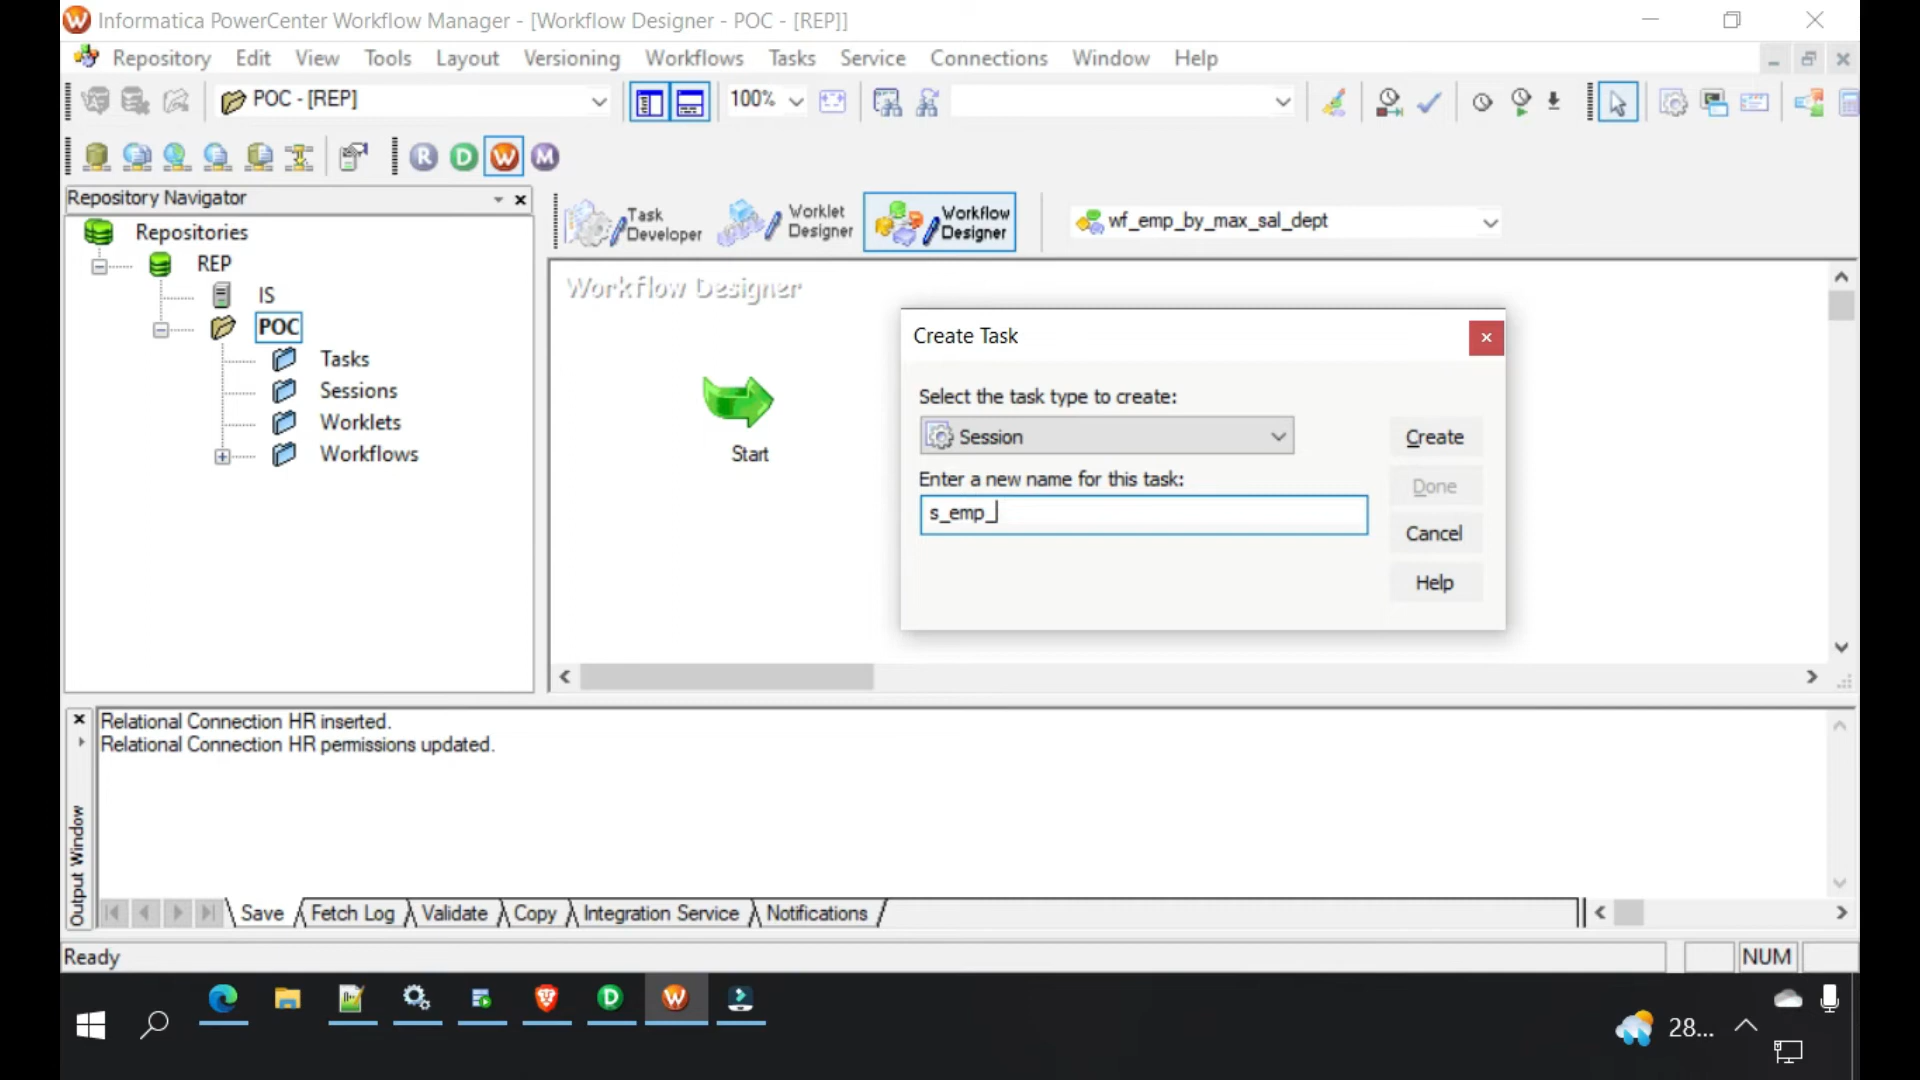 Informatica PowerCenter Workflow Manager - [Workflow Designer - POC - [REP]]
Repository Edit View Tools Layout Versioning Workflows Tasks Service Connections Window Help
POC - [REP]
100%
R D W M
Repository Navigator
Repositories
REP
IS
POC
Tasks
Sessions
Worklets
Workflows
Task Developer
Worklet Designer
Workflow Designer
wf_emp_by_max_sal_dept
Workflow Designer
Start
Create Task
Select the task type to create:
Session
Create
Enter a new name for this task:
Done
s_emp_
Cancel
Help
Relational Connection HR inserted.
Relational Connection HR permissions updated.
Output Window
Save Fetch Log Validate Copy Integration Service Notifications
Ready
NUM
D W
28...